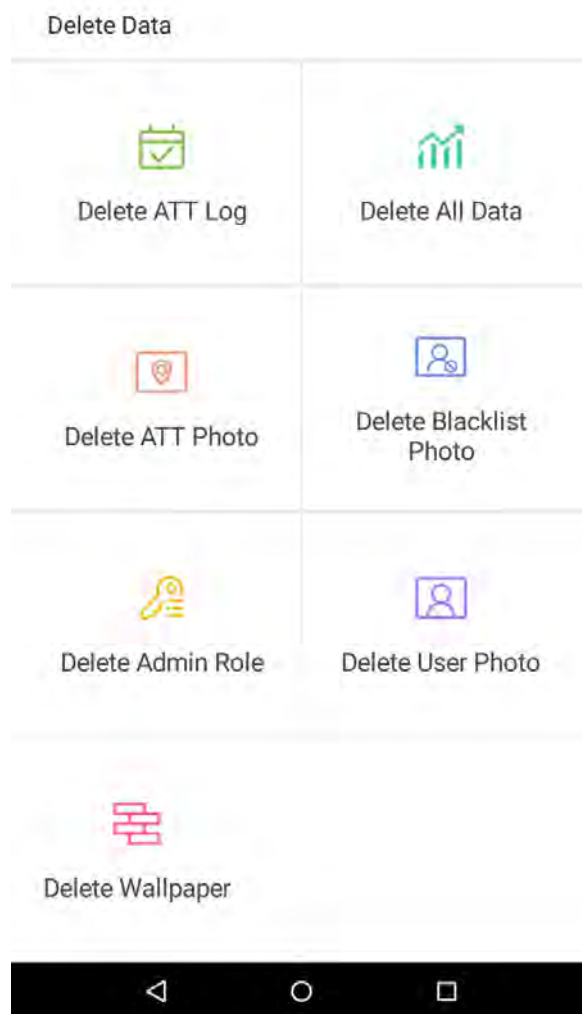 Delete Data
Delete ATT Log
Delete All Data
Delete ATT Photo
Delete Blacklist
Photo
Delete Admin Role
Delete User Photo
Delete Wallpaper